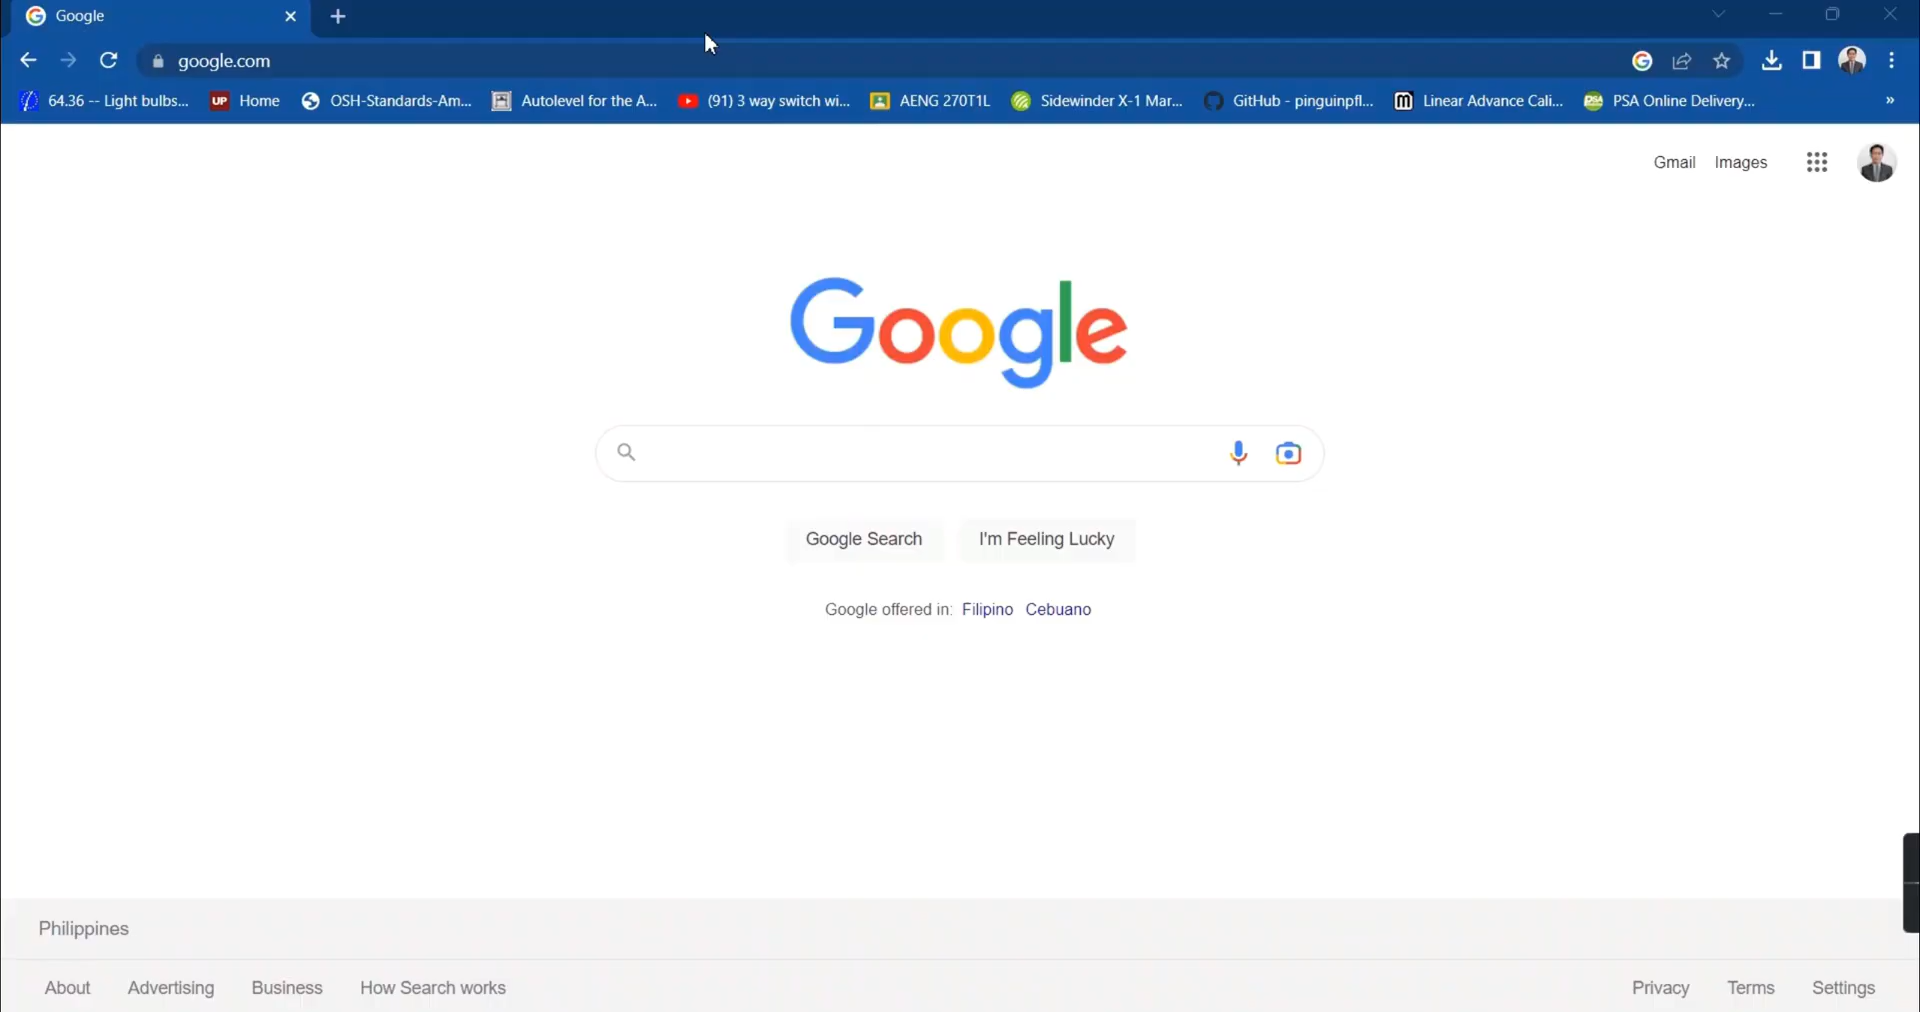 Google
google.com
64.36 -- Light bulbs... UP Home OSH-Standards-Am... Autolevel for the A... (91) 3 way switch wi... AENG 270T1L Sidewinder X-1 Mar... GitHub - pinguinpfl... Linear Advance Cali... PSA PSA Online Delivery... »
Gmail Images
Google
Google Search I'm Feeling Lucky
Google offered in: Filipino Cebuano
Philippines
About Advertising Business How Search works Privacy Terms Settings